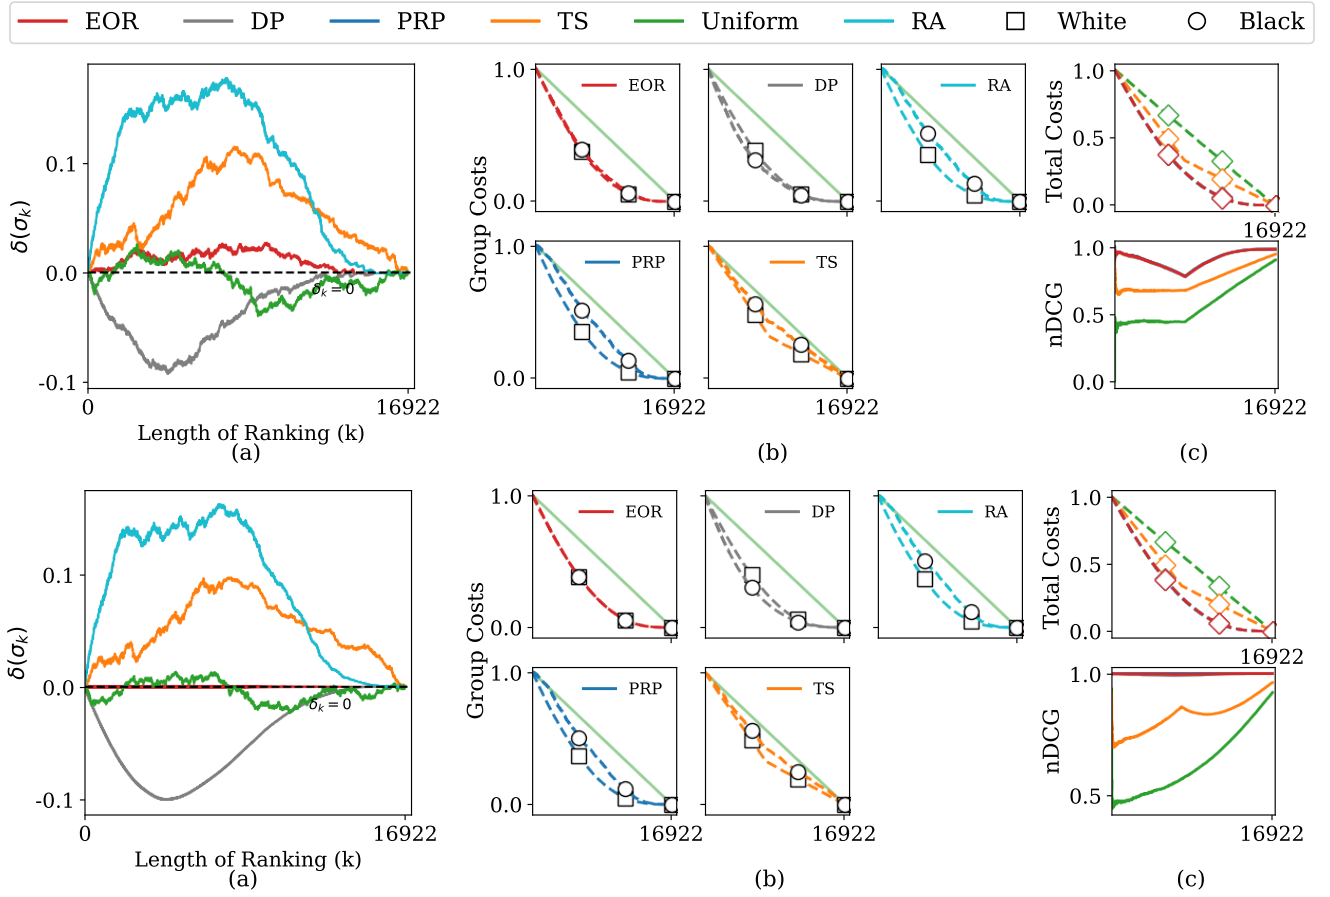 EOR DP PRP TS Uniform RA White Black
δ(σk)
0.1
0.0
-0.1
δk = 0
0 16922
Length of Ranking (k)
(a)
Group Costs
1.0
0.0
EOR
DP
RA
1.0
0.0
PRP
TS
16922 16922
(b)
Total Costs
1.0
0.5
0.0
16922
nDCG
1.0
0.5
0.0
16922
(c)
δ(σk)
0.1
0.0
-0.1
δk = 0
0 16922
Length of Ranking (k)
(a)
Group Costs
1.0
0.0
EOR
DP
RA
1.0
0.0
PRP
TS
16922 16922
(b)
Total Costs
1.0
0.5
0.0
16922
nDCG
1.0
0.5
16922
(c)